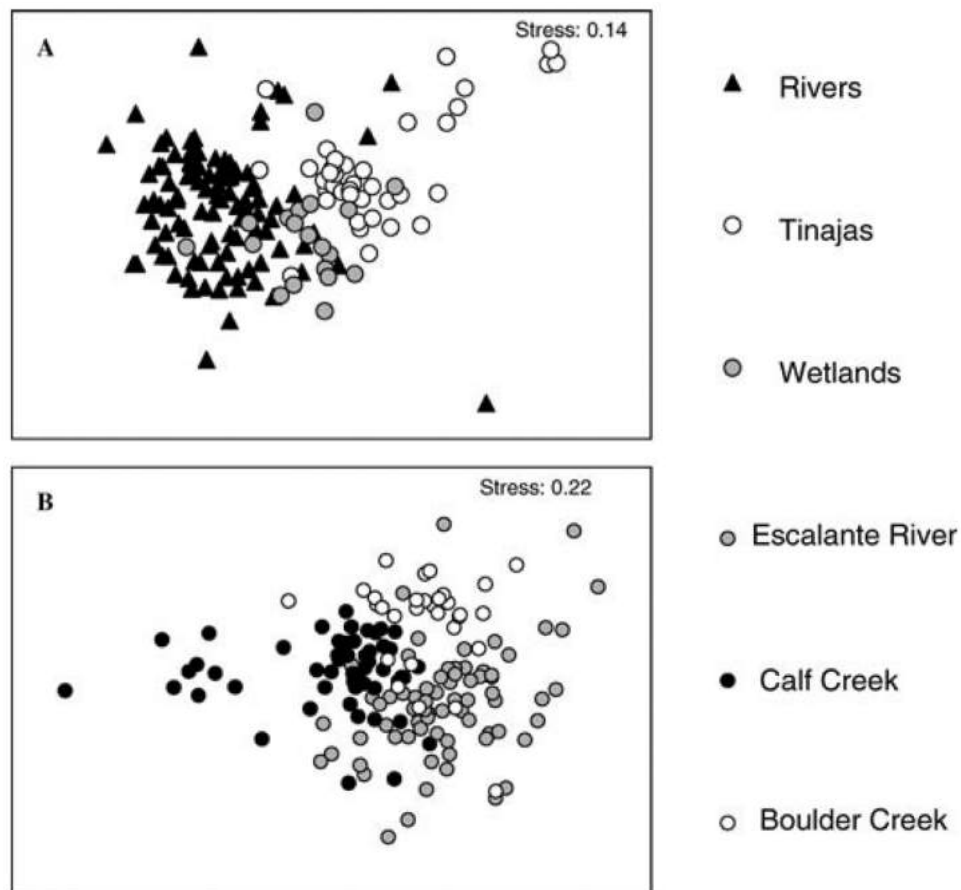 A
Stress: 0.14
Rivers
Tinajas
Wetlands
B
Stress: 0.22
Escalante River
Calf Creek
Boulder Creek